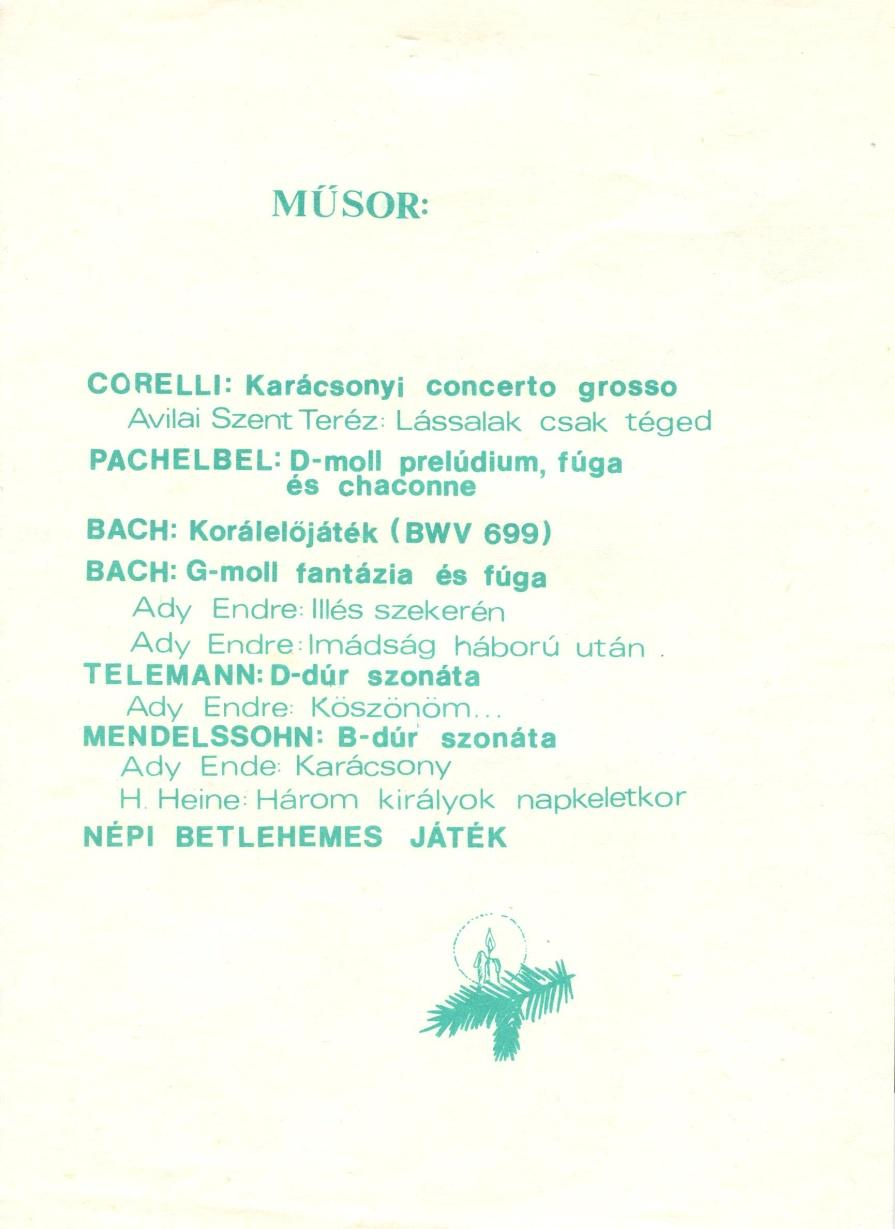 MŰSOR:
CORELLI: Karácsonyi concerto grosso
Avilai Szent Teréz: Lássalak csak téged
PACHELBEL: D-moll prelúdium, fúga
és chaconne
BACH: Korálelőjáték (BWV 699)
BACH: G-moll fantázia és fúga
Ady Endre: Illés szekerén
Ady Endre: Imádság háború után .
TELEMANN: D-dúr szonáta
Ady Endre: Köszönöm...
MENDELSSOHN: B-dúr szonáta
Ady Ende: Karácsony
H. Heine: Három királyok napkeletkor
NÉPI BETLEHEMES JÁTÉK